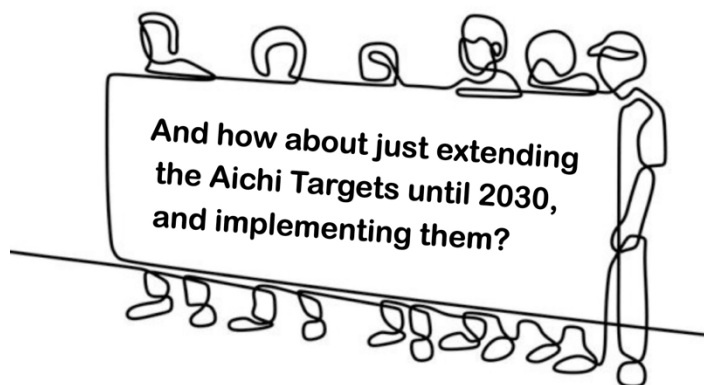 And how about just extending
the Aichi Targets until 2030,
and implementing them?